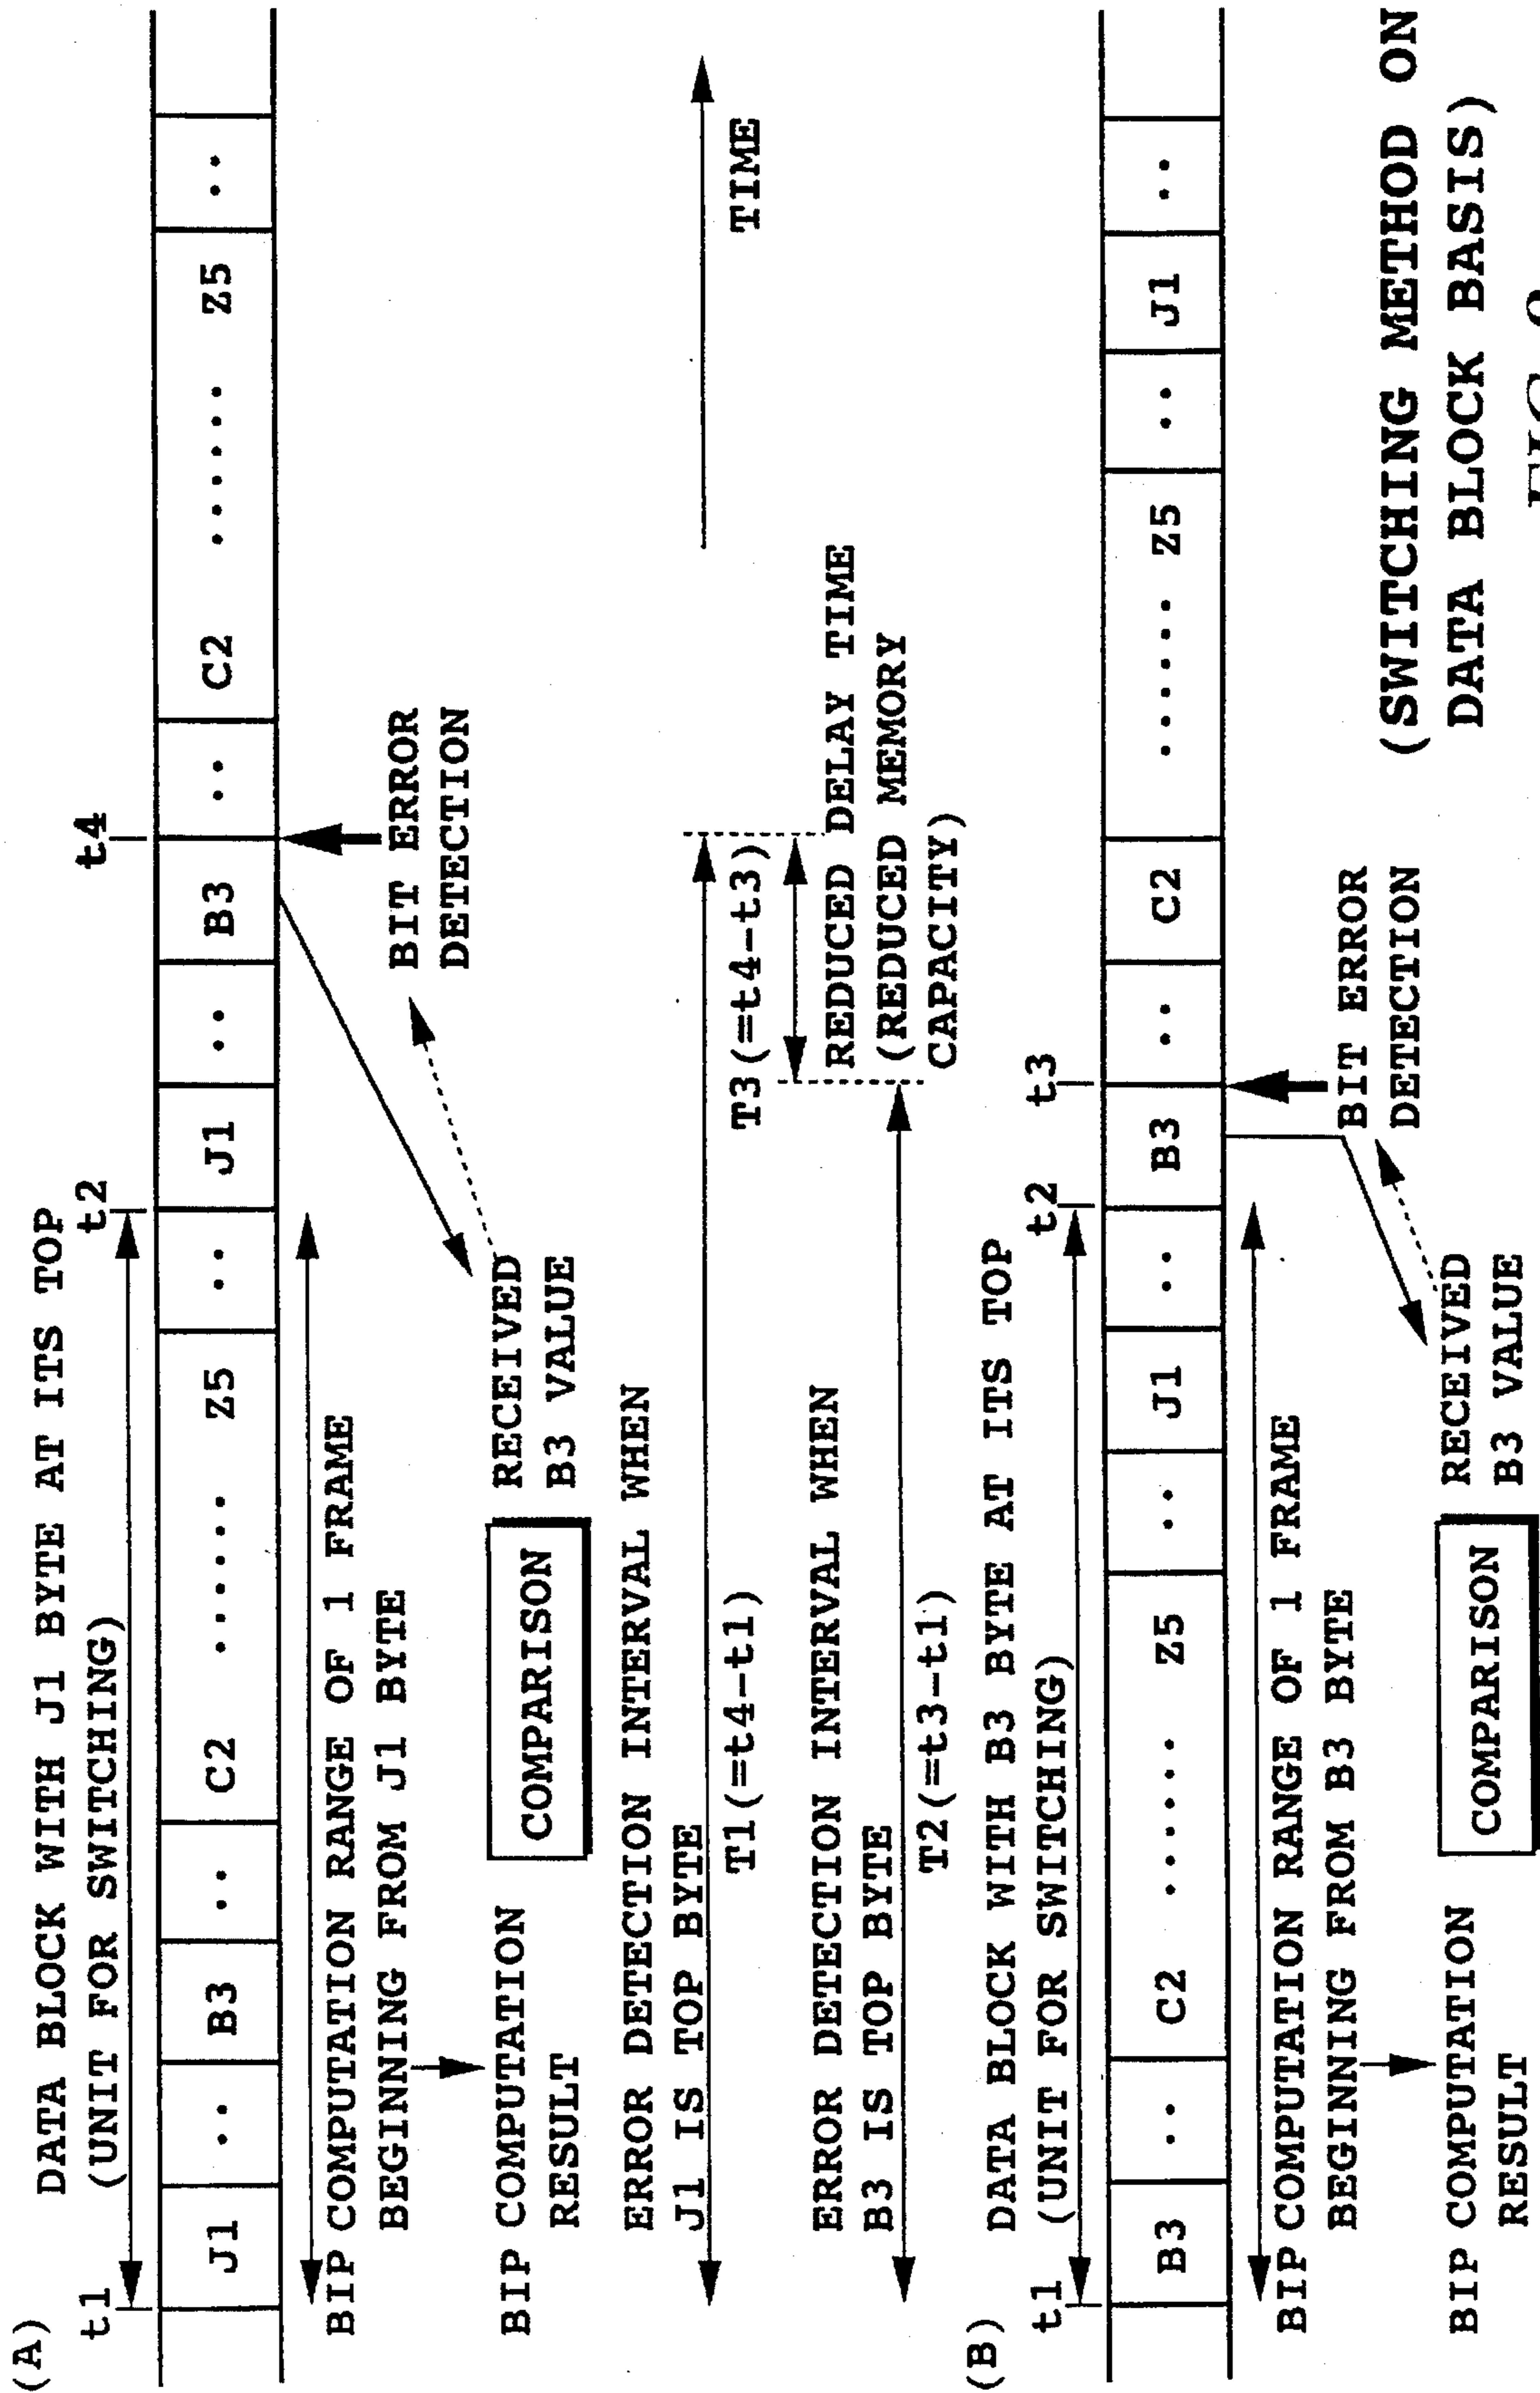 (A)
DATA BLOCK WITH J1 BYTE AT ITS TOP
(UNIT FOR SWITCHING)
t1 t2 t4
J1 .. B3 .. C2 ...... Z5 .. J1 .. B3 .. C2 ...... Z5 ..
BIP COMPUTATION RANGE OF 1 FRAME
BEGINNING FROM J1 BYTE
BIT ERROR
DETECTION
BIP COMPUTATION
RESULT
COMPARISON
RECEIVED
B3 VALUE
ERROR DETECTION INTERVAL WHEN
J1 IS TOP BYTE
T1(=t4-t1)
TIME
T3(=t4-t3)
REDUCED DELAY TIME
(REDUCED MEMORY
CAPACITY)
ERROR DETECTION INTERVAL WHEN
B3 IS TOP BYTE
T2(=t3-t1)
(B)
DATA BLOCK WITH B3 BYTE AT ITS TOP
(UNIT FOR SWITCHING)
t1 t2 t3
B3 .. C2 ...... Z5 .. J1 .. B3 .. C2 ...... Z5 .. J1 ..
BIP COMPUTATION RANGE OF 1 FRAME
BEGINNING FROM B3 BYTE
BIT ERROR
DETECTION
BIP COMPUTATION
RESULT
COMPARISON
RECEIVED
B3 VALUE
(SWITCHING METHOD ON
DATA BLOCK BASIS)